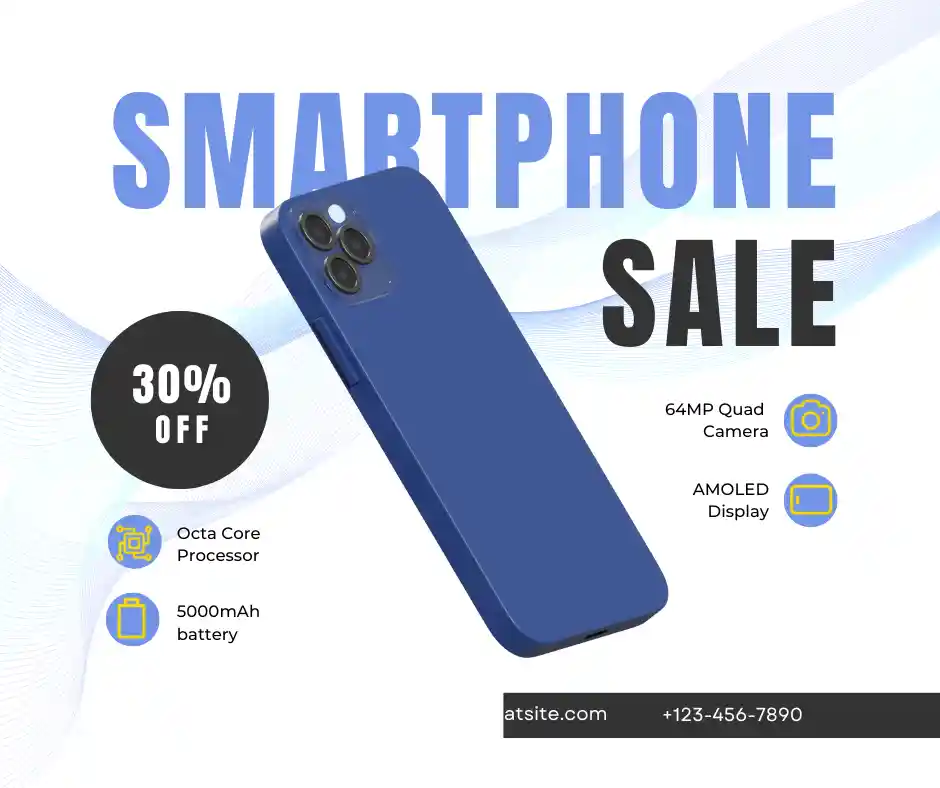 SMARTPHONE
SALE
30%
OFF
64MP Quad
Camera
AMOLED
Display
Octa Core
Processor
5000mAh
battery
atsite.com
+123-456-7890